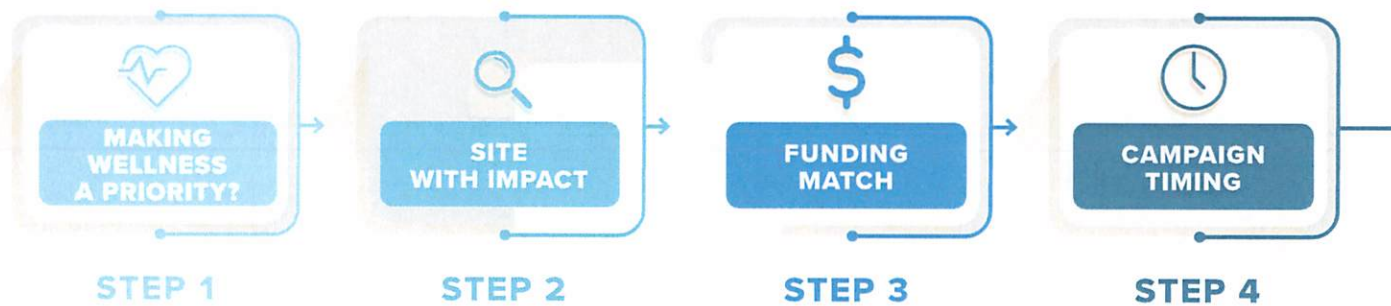 MAKING
WELLNESS
A PRIORITY?
SITE
WITH IMPACT
$
FUNDING
MATCH
CAMPAIGN
TIMING
STEP 1
STEP 2
STEP 3
STEP 4